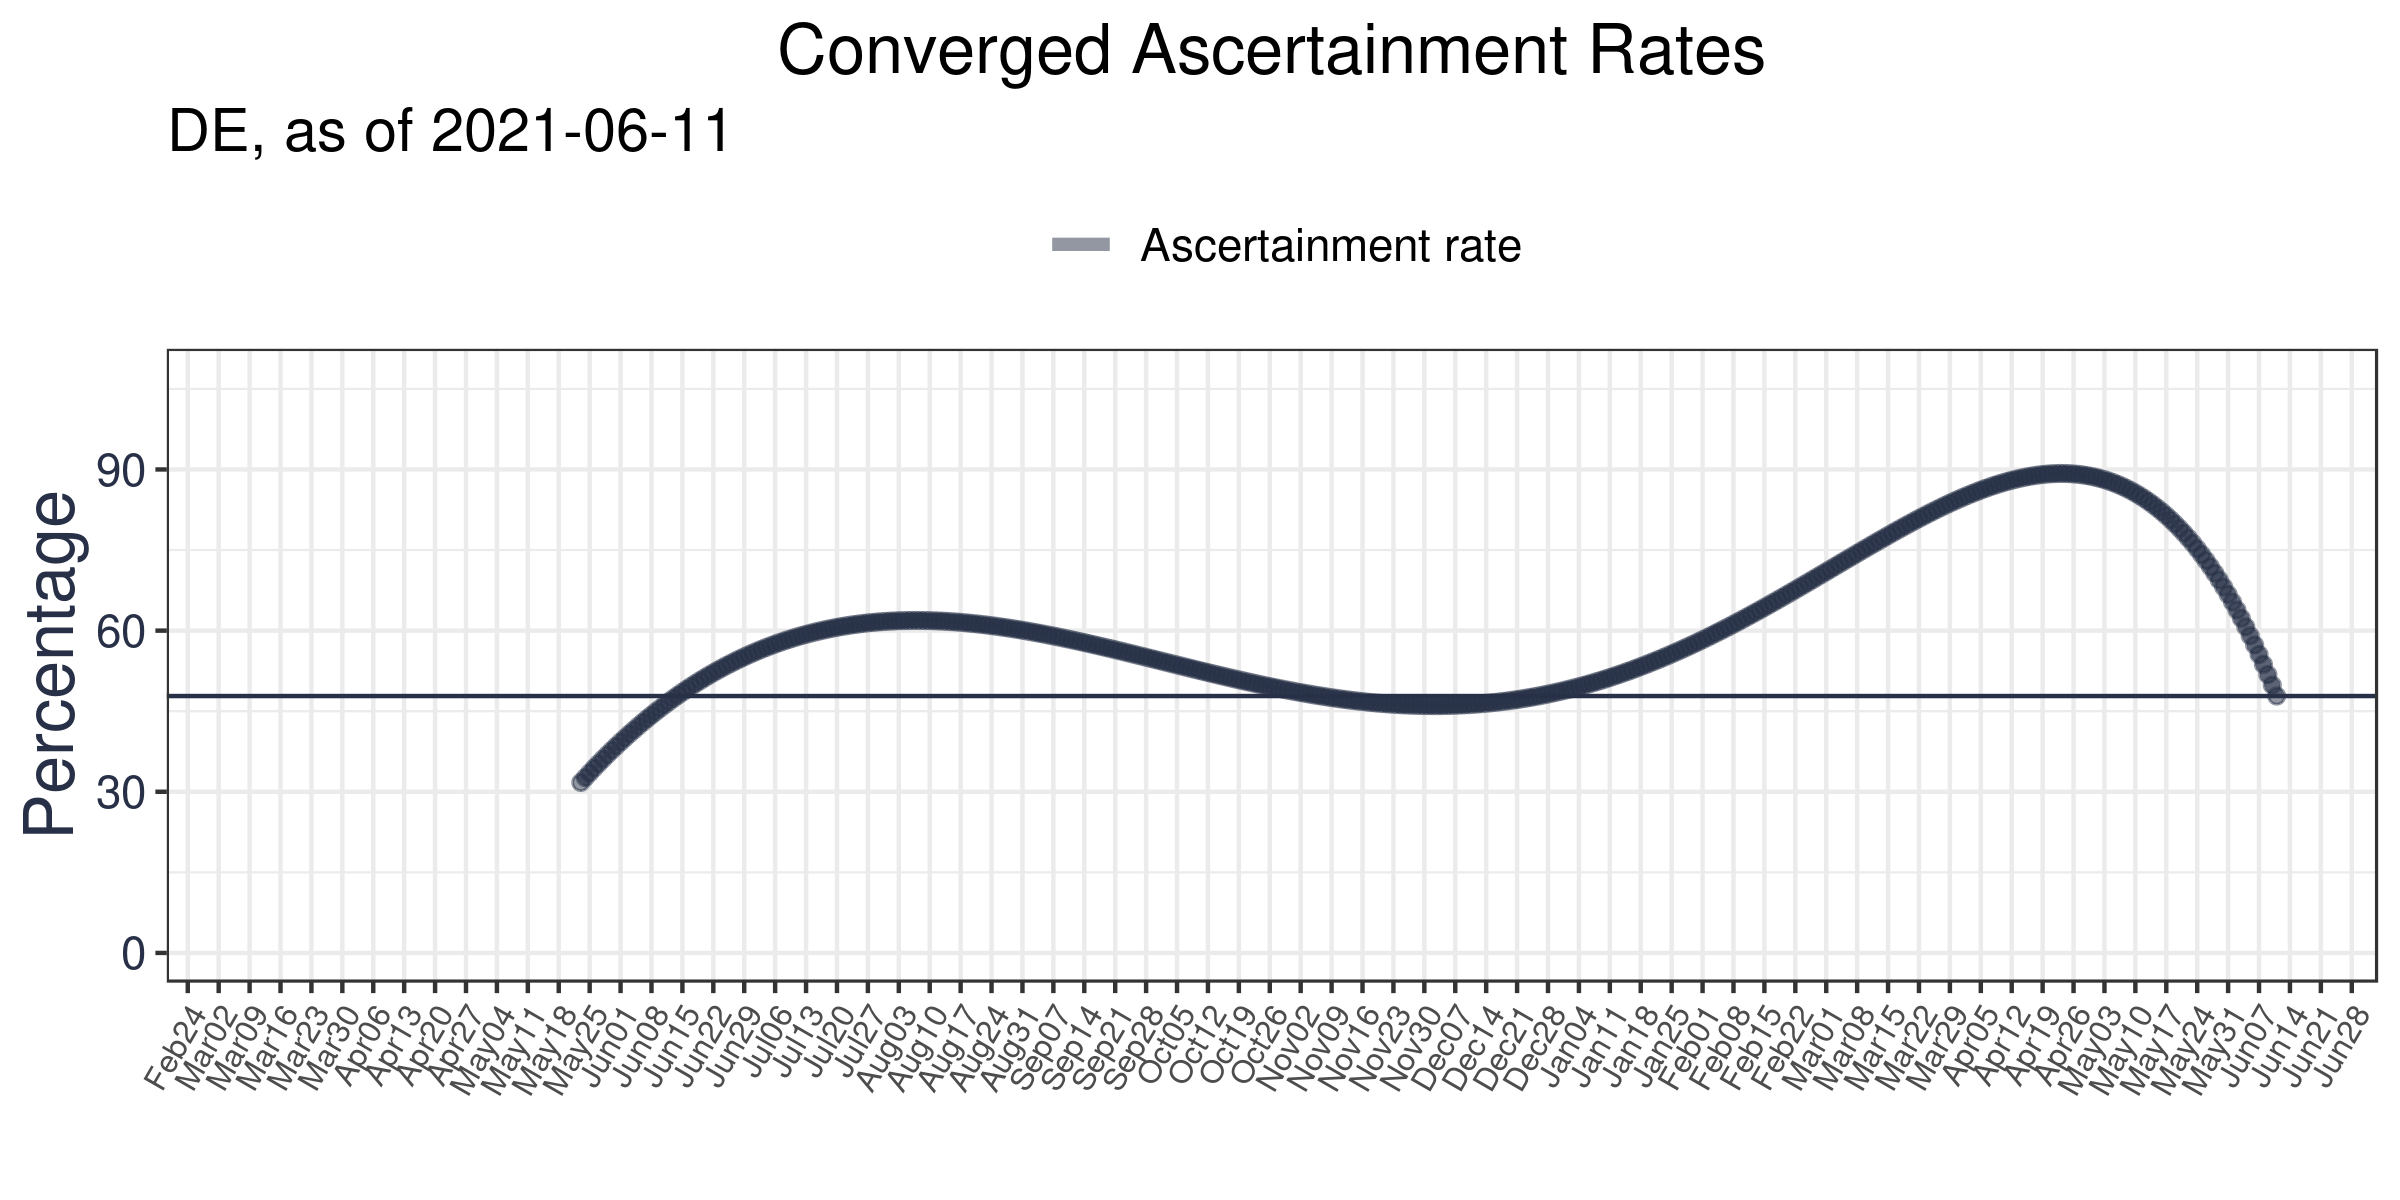 Converged Ascertainment Rates
DE, as of 2021-06-11
Ascertainment rate
Percentage
90
60
30
0
Feb24 Mar02 Mar09 Mar16 Mar23 Mar30 Apr06 Apr13 Apr20 Apr27 May04 May11 May18 May25 Jun01 Jun08 Jun15 Jun22 Jun29 Jul06 Jul13 Jul20 Jul27 Aug03 Aug10 Aug17 Aug24 Aug31 Sep07 Sep14 Sep21 Sep28 Oct05 Oct12 Oct19 Oct26 Nov02 Nov09 Nov16 Nov23 Nov30 Dec07 Dec14 Dec21 Dec28 Jan04 Jan11 Jan18 Jan25 Feb01 Feb08 Feb15 Feb22 Mar01 Mar08 Mar15 Mar22 Mar29 Apr05 Apr12 Apr19 Apr26 May03 May10 May17 May24 May31 Jun07 Jun14 Jun21 Jun28